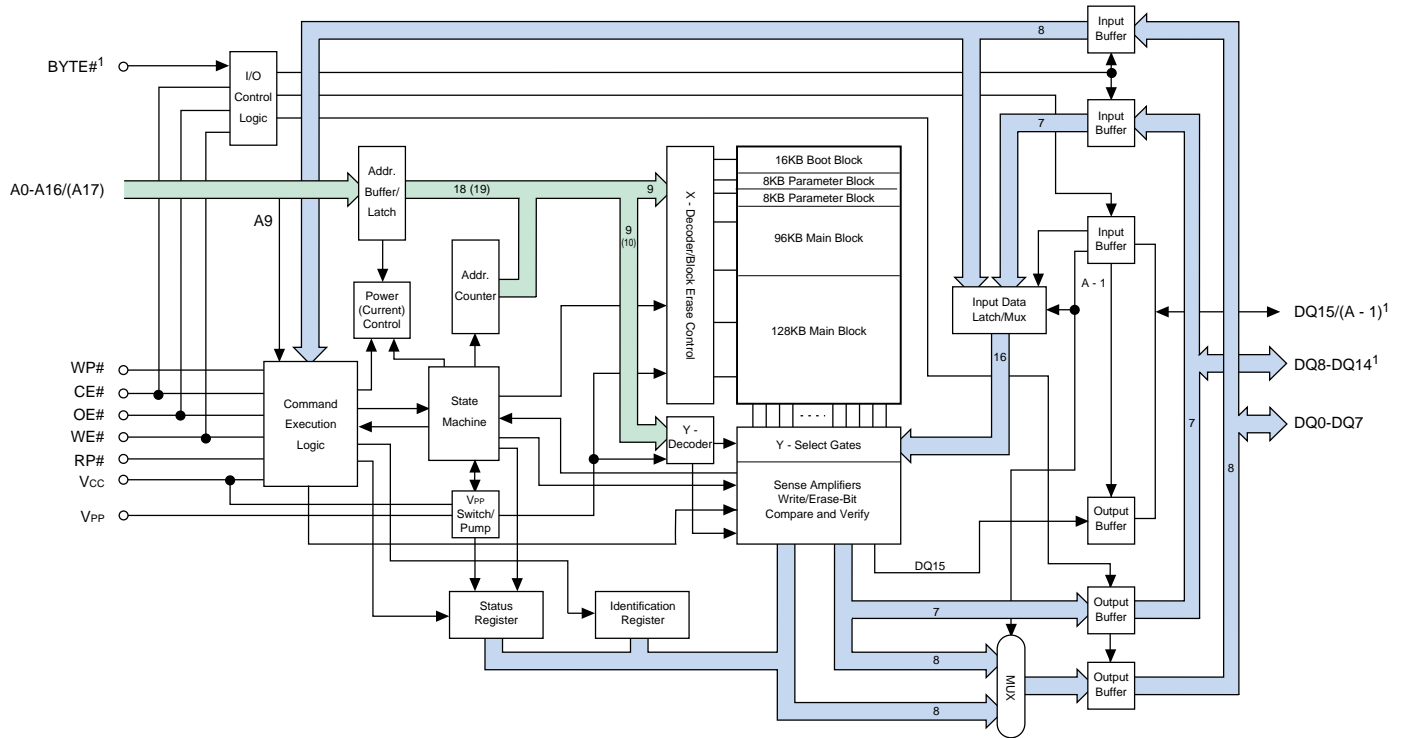 8
Input
Buffer
BYTE#1
I/O
Control
Logic
7
Input
Buffer
A0-A16/(A17)
A9
Addr.
Buffer/
Latch
18 (19)
9
9
(10)
X - Decoder/Block Erase Control
16KB Boot Block
8KB Parameter Block
8KB Parameter Block
96KB Main Block
128KB Main Block
Input
Buffer
A - 1
Addr.
Counter
Power
(Current)
Control
Input Data
Latch/Mux
16
DQ15/(A - 1)1
DQ8-DQ141
DQ0-DQ7
7
8
WP#
CE#
OE#
WE#
RP#
VCC
VPP
Command
Execution
Logic
State
Machine
VPP
Switch/
Pump
Y -
Decoder
- - - -
Y - Select Gates
Sense Amplifiers
Write/Erase-Bit
Compare and Verify
Output
Buffer
DQ15
Status
Register
Identification
Register
7
Output
Buffer
8
8
MUX
Output
Buffer